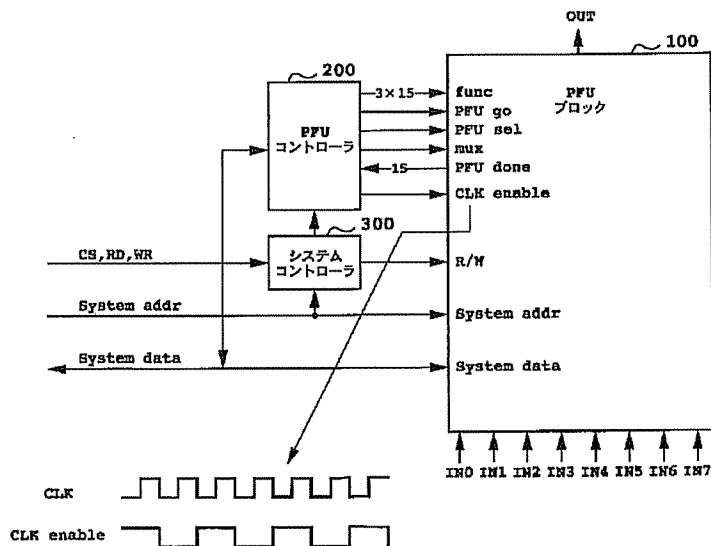 OUT
100
200
3×15
func
PFU
ブロック
PFU go
PFU
コントローラ
PFU sel
mux
15
PFU done
CLK enable
300
CS,RD,WR
システム
コントローラ
R/W
System addr
System addr
System data
System data
IN0 IN1 IN2 IN3 IN4 IN5 IN6 IN7
CLK
CLK enable